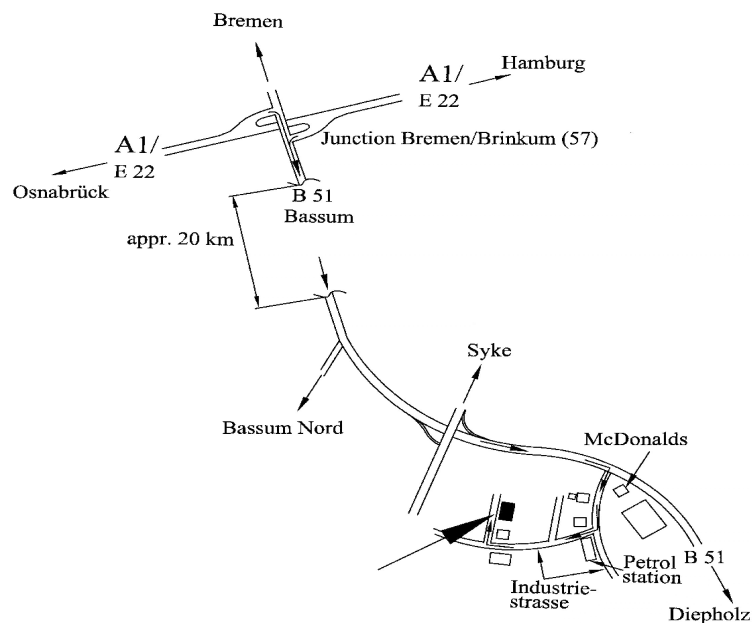 Bremen
A1/
E 22
Hamburg
A1/
E 22
Junction Bremen/Brinkum (57)
Osnabrück
B 51
Bassum
appr. 20 km
Syke
Bassum Nord
McDonalds
B 51
Petrol
station
Industrie-
strasse
Diepholz